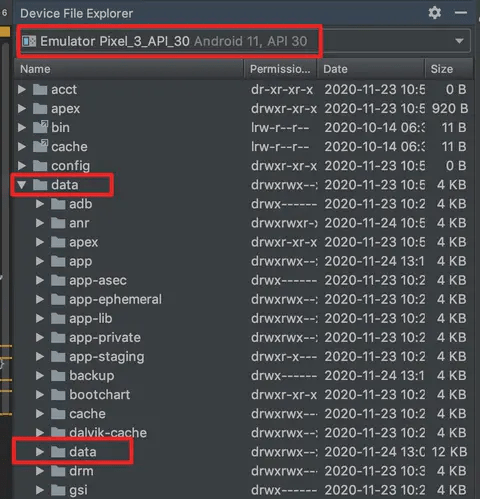 6
Device File Explorer
Emulator Pixel_3_API_30 Android 11, API 30
Name Permissio... Date Size
acct dr-xr-xr-x 2020-11-23 10:5 0 B
apex drwxr-xr-x 2020-11-23 10:5 920 B
bin lrw-r--r-- 2020-10-14 06:3 11 B
cache lrw-r--r-- 2020-10-14 06:3 11 B
config drwxr-xr-x 2020-11-23 10:5 0 B
data drwxrwx--x 2020-11-23 10:5 4 KB
adb drwx------ 2020-11-23 10:2 4 KB
anr drwxrwxr-x 2020-11-24 10:5 4 KB
apex drwxr-x--- 2020-11-23 10:5 4 KB
app drwxrwx--x 2020-11-24 13:1 4 KB
app-asec drwx------ 2020-11-23 10:2 4 KB
app-ephemeral drwxrwx--x 2020-11-23 10:2 4 KB
app-lib drwxrwx--x 2020-11-23 10:2 4 KB
app-private drwxrwx--x 2020-11-23 10:2 4 KB
app-staging drwxr-x--- 2020-11-23 10:2 4 KB
backup drwx------ 2020-11-24 13:1 4 KB
bootchart drwxr-xr-x 2020-11-23 10:2 4 KB
cache drwxrwx--- 2020-11-23 10:2 4 KB
dalvik-cache drwxrwx--x 2020-11-23 10:2 4 KB
data drwxrwx--x 2020-11-24 13:0 12 KB
drm drwxrwx--- 2020-11-23 10:2 4 KB
gsi drwx------ 2020-11-23 10:5 4 KB